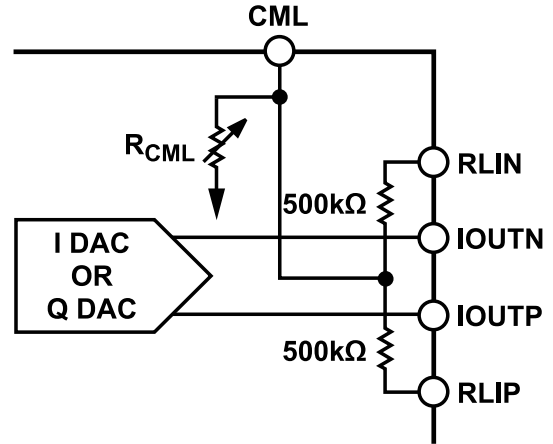 CML
RCML
RLIN
500kΩ
IOUTN
I DAC
OR
Q DAC
IOUTP
500kΩ
RLIP